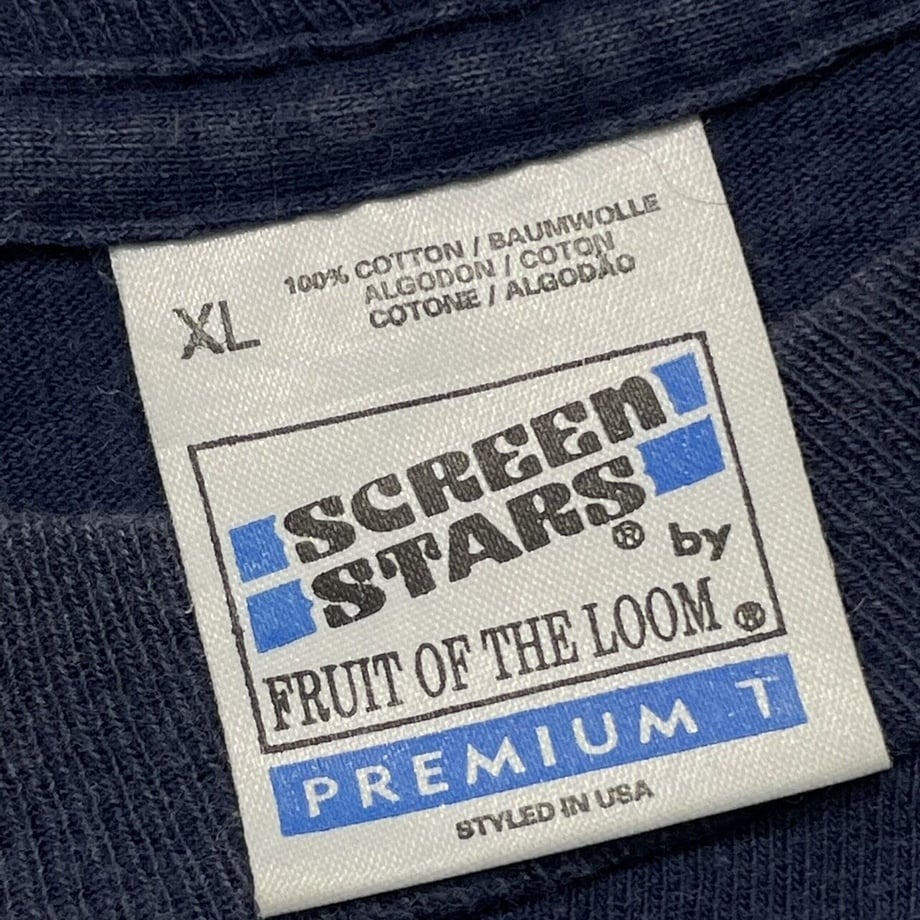 XL
100% COTTON / BAUMWOLLE
ALGODON / COTON
COTONE / ALGODÃO
SCREEN
STARS® by
FRUIT OF THE LOOM®
PREMIUM T
STYLED IN USA